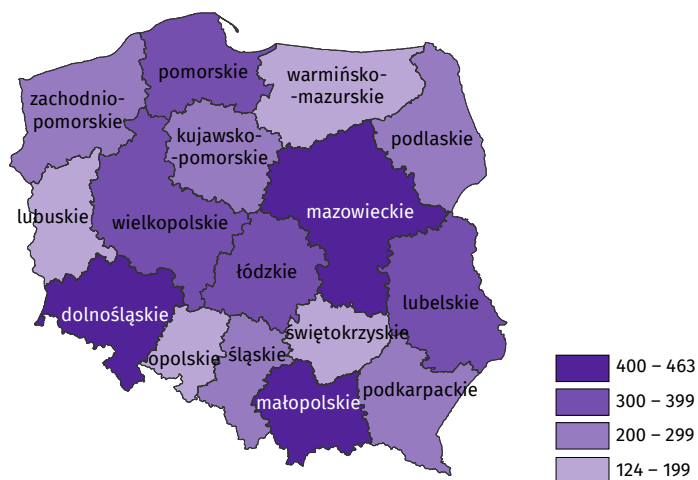 pomorskie
warmińsko-
-mazurskie
zachodnio-
pomorskie
kujawsko-
-pomorskie
podlaskie
lubuskie
wielkopolskie
mazowieckie
łódzkie
lubelskie
dolnośląskie
świętokrzyskie
opolskie
śląskie
podkarpackie
małopolskie
400 – 463
300 – 399
200 – 299
124 – 199